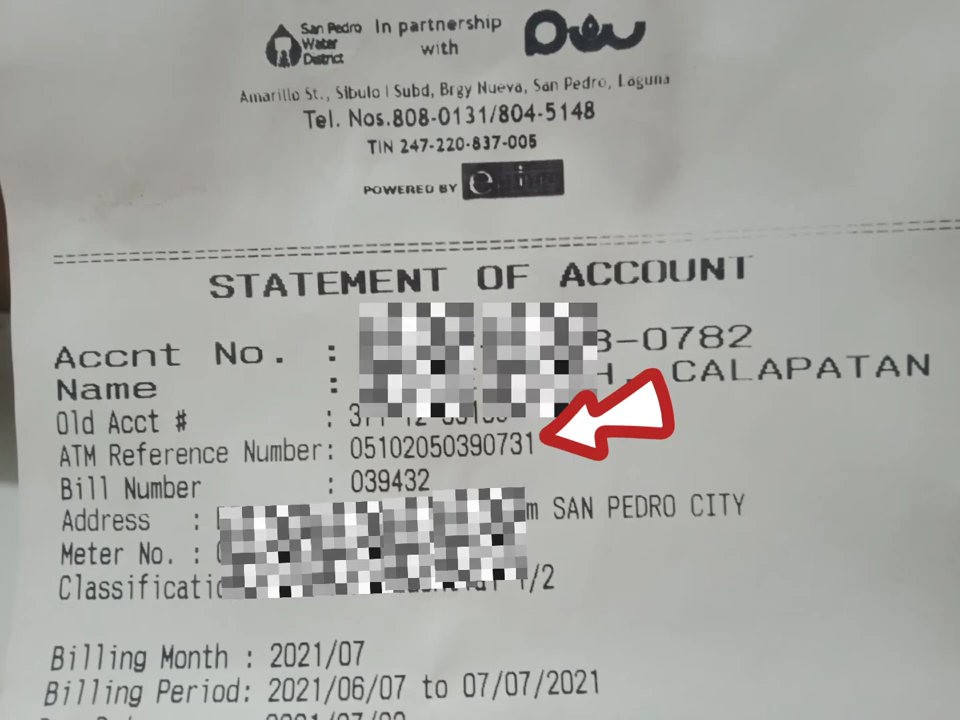 San Pedro
Water
District
In partnership
with
Amarillo St., Sibulo I Subd, Brgy Nueva, San Pedro, Laguna
Tel. Nos.808-0131/804-5148
TIN 247-220-837-005
POWERED BY
STATEMENT OF ACCOUNT
Accnt No. : 8-0782
Name : H. CALAPATAN
Old Acct # :
ATM Reference Number: 05102050390731
Bill Number : 039432
Address : SAN PEDRO CITY
Meter No. :
1/2
Billing Month : 2021/07
Billing Period: 2021/06/07 to 07/07/2021